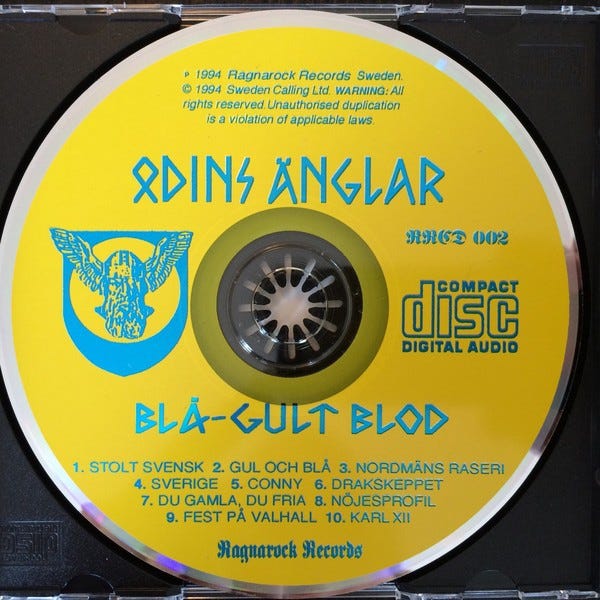 ℗ 1994 Ragnarock Records Sweden.
© 1994 Sweden Calling Ltd. WARNING: All
rights reserved. Unauthorised duplication
is a violation of applicable laws.
ODINS ÄNGLAR
RRCD 002
COMPACT
disc
DIGITAL AUDIO
BLÅ-GULT BLOD
1. STOLT SVENSK 2. GUL OCH BLÅ 3. NORDMÄNS RASERI
4. SVERIGE 5. CONNY 6. DRAKSKEPPET
7. DU GAMLA, DU FRIA 8. NÖJESPROFIL
9. FEST PÅ VALHALL 10. KARL XII
Ragnarock Records